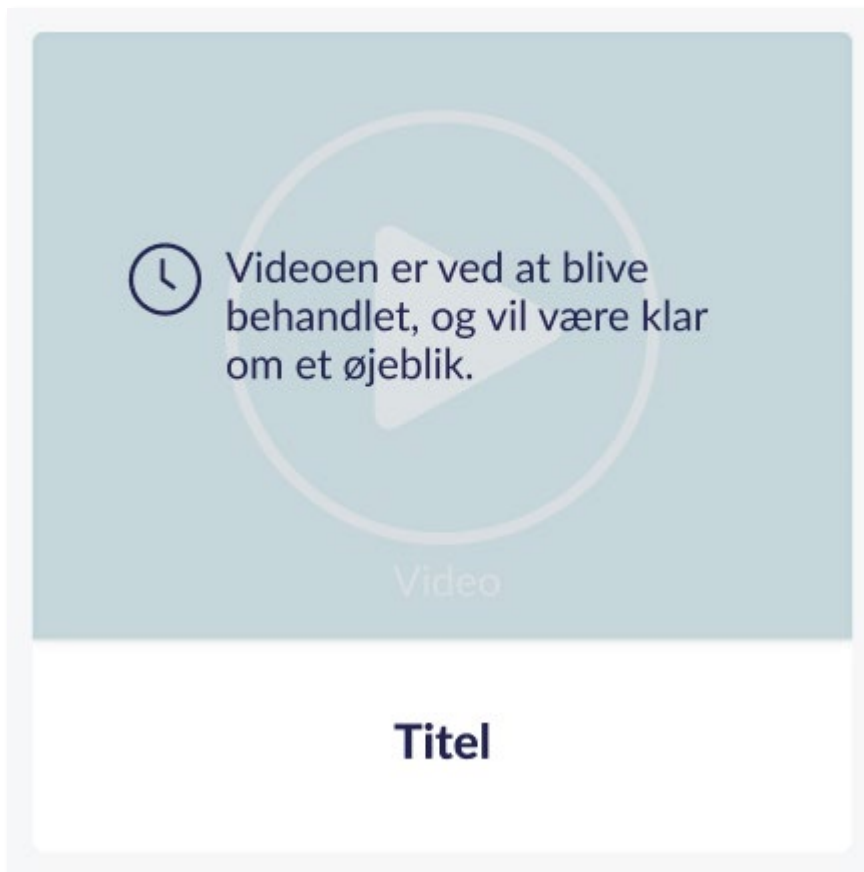 Videoen er ved at blive
behandlet, og vil være klar
om et øjeblik.
Video
Titel